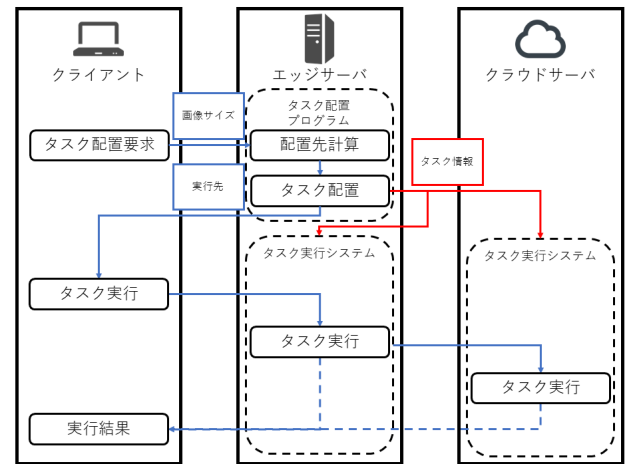 クライアント
エッジサーバ
クラウドサーバ
画像サイズ
タスク配置
プログラム
タスク配置要求
配置先計算
タスク情報
実行先
タスク配置
タスク実行システム
タスク実行システム
タスク実行
タスク実行
タスク実行
実行結果